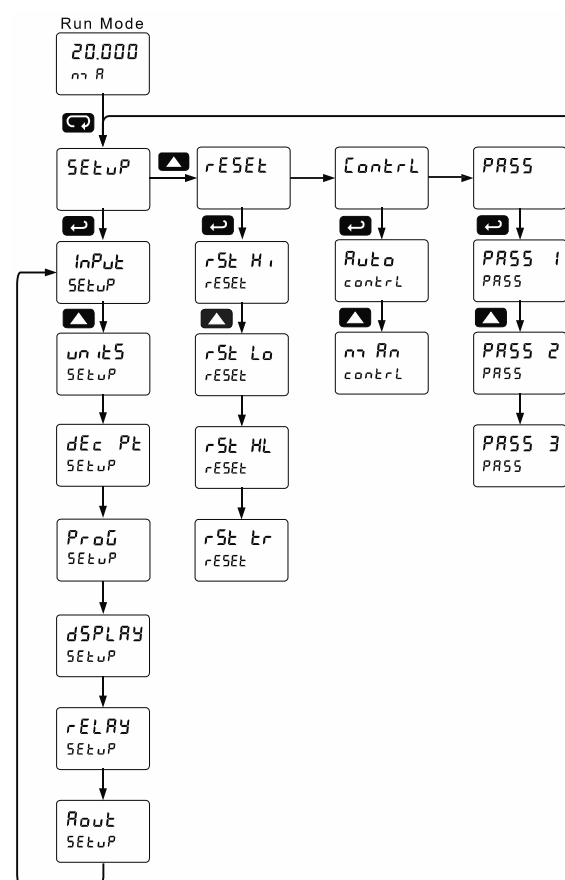 Run Mode
20.000
mA
SEtuP
rESEt
ContrL
PASS
InPut
SEtuP
rSt Hi
rESEt
Auto
contrL
PASS 1
PASS
unitS
SEtuP
rSt Lo
rESEt
mAn
contrL
PASS 2
PASS
dEc Pt
SEtuP
rSt HL
rESEt
PASS 3
PASS
ProG
SEtuP
rSt tr
rESEt
dSPLAY
SEtuP
rELAY
SEtuP
Aout
SEtuP